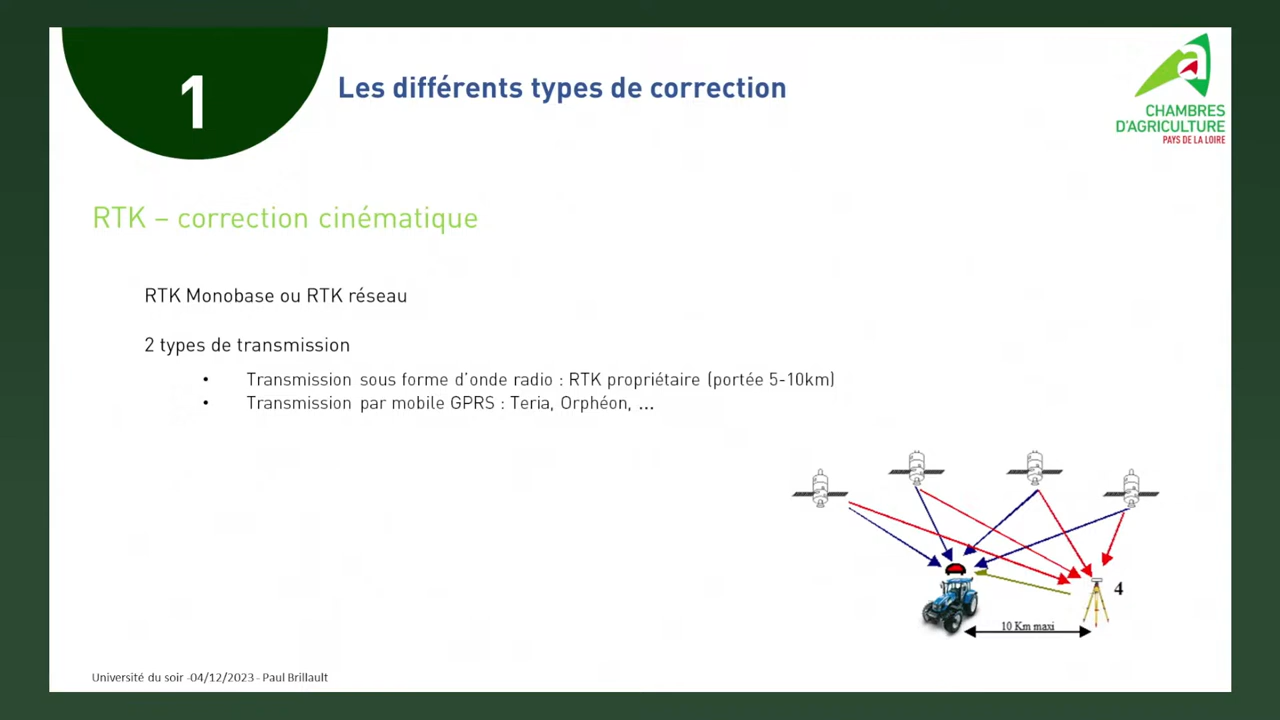 1
Les différents types de correction
CHAMBRES
D'AGRICULTURE
PAYS DE LA LOIRE
RTK – correction cinématique
RTK Monobase ou RTK réseau
2 types de transmission
• Transmission sous forme d'onde radio : RTK propriétaire (portée 5-10km)
• Transmission par mobile GPRS : Teria, Orphéon, ...
4
10 Km maxi
Université du soir -04/12/2023 - Paul Brillault